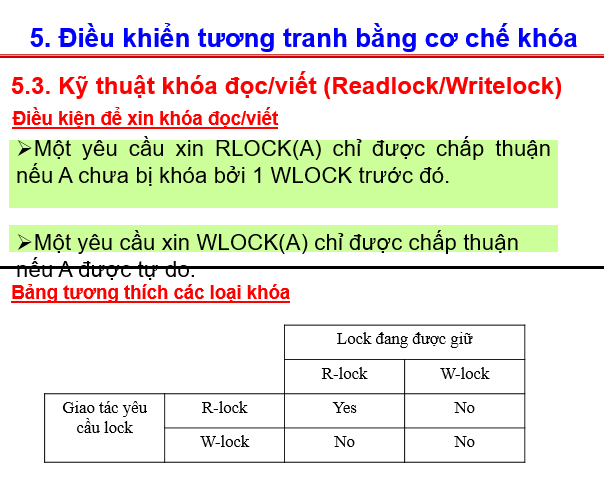 5. Điều khiển tương tranh bằng cơ chế khóa
5.3. Kỹ thuật khóa đọc/viết (Readlock/Writelock)
Điều kiện để xin khóa đọc/viết
➢Một yêu cầu xin RLOCK(A) chỉ được chấp thuận
nếu A chưa bị khóa bởi 1 WLOCK trước đó.
➢Một yêu cầu xin WLOCK(A) chỉ được chấp thuận
nếu A được tự do.
Bảng tương thích các loại khóa
Lock đang được giữ
R-lock W-lock
Giao tác yêu R-lock Yes No
cầu lock
W-lock No No